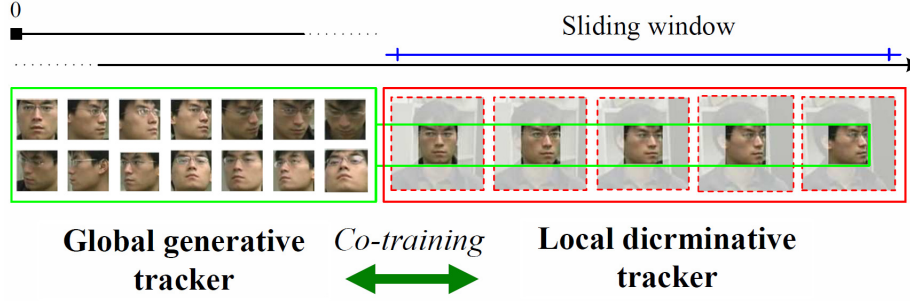 0
Sliding window
Global generative
tracker
Co-training
Local dicrminative
tracker